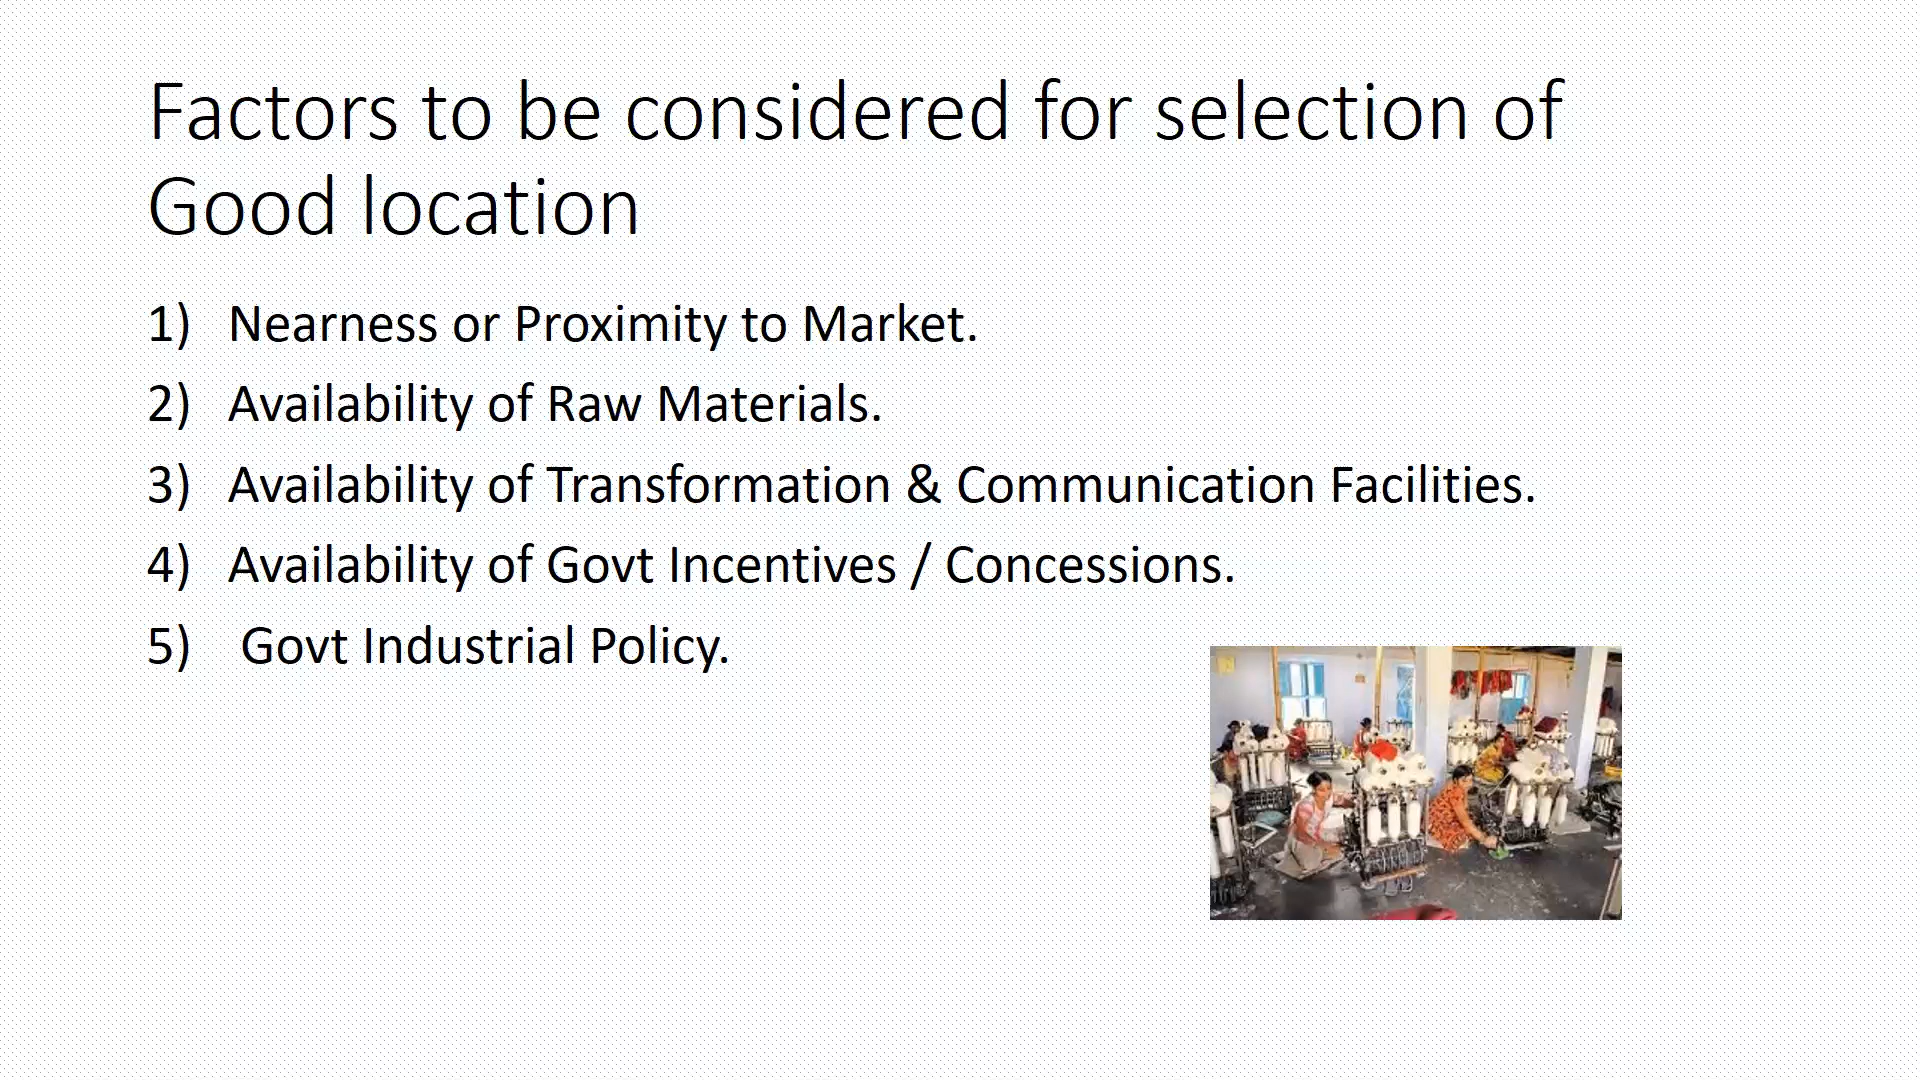 Factors to be considered for selection of
Good location
1) Nearness or Proximity to Market.
2) Availability of Raw Materials.
3) Availability of Transformation & Communication Facilities.
4) Availability of Govt Incentives / Concessions.
5) Govt Industrial Policy.